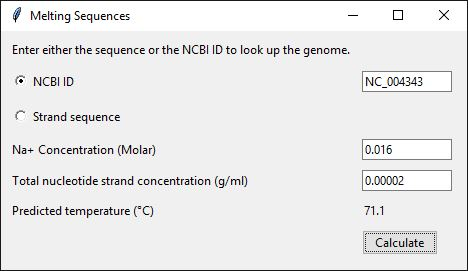 Melting Sequences
Enter either the sequence or the NCBI ID to look up the genome.
NCBI ID NC_004343
Strand sequence
Na+ Concentration (Molar) 0.016
Total nucleotide strand concentration (g/ml) 0.00002
Predicted temperature (°C) 71.1
Calculate